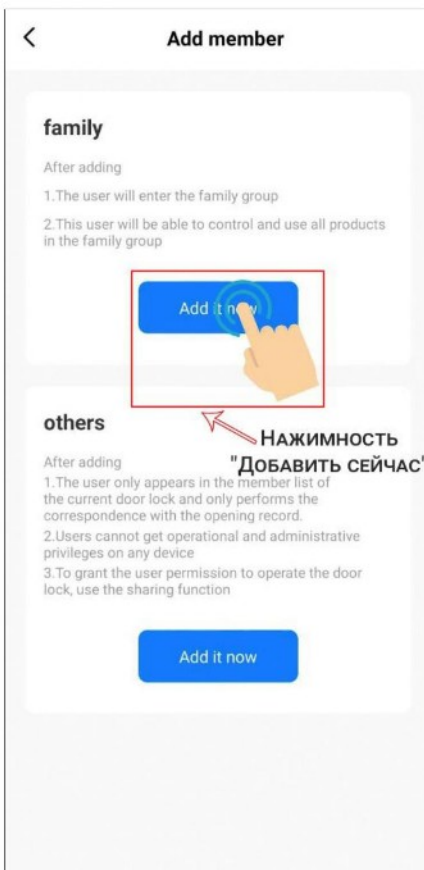 Add member
family
After adding
1.The user will enter the family group
2.This user will be able to control and use all products
in the family group
Add it now
others
Нажимность
"Добавить сейчас"
After adding
1.The user only appears in the member list of
the current door lock and only performs the
correspondence with the opening record.
2.Users cannot get operational and administrative
privileges on any device
3.To grant the user permission to operate the door
lock, use the sharing function
Add it now